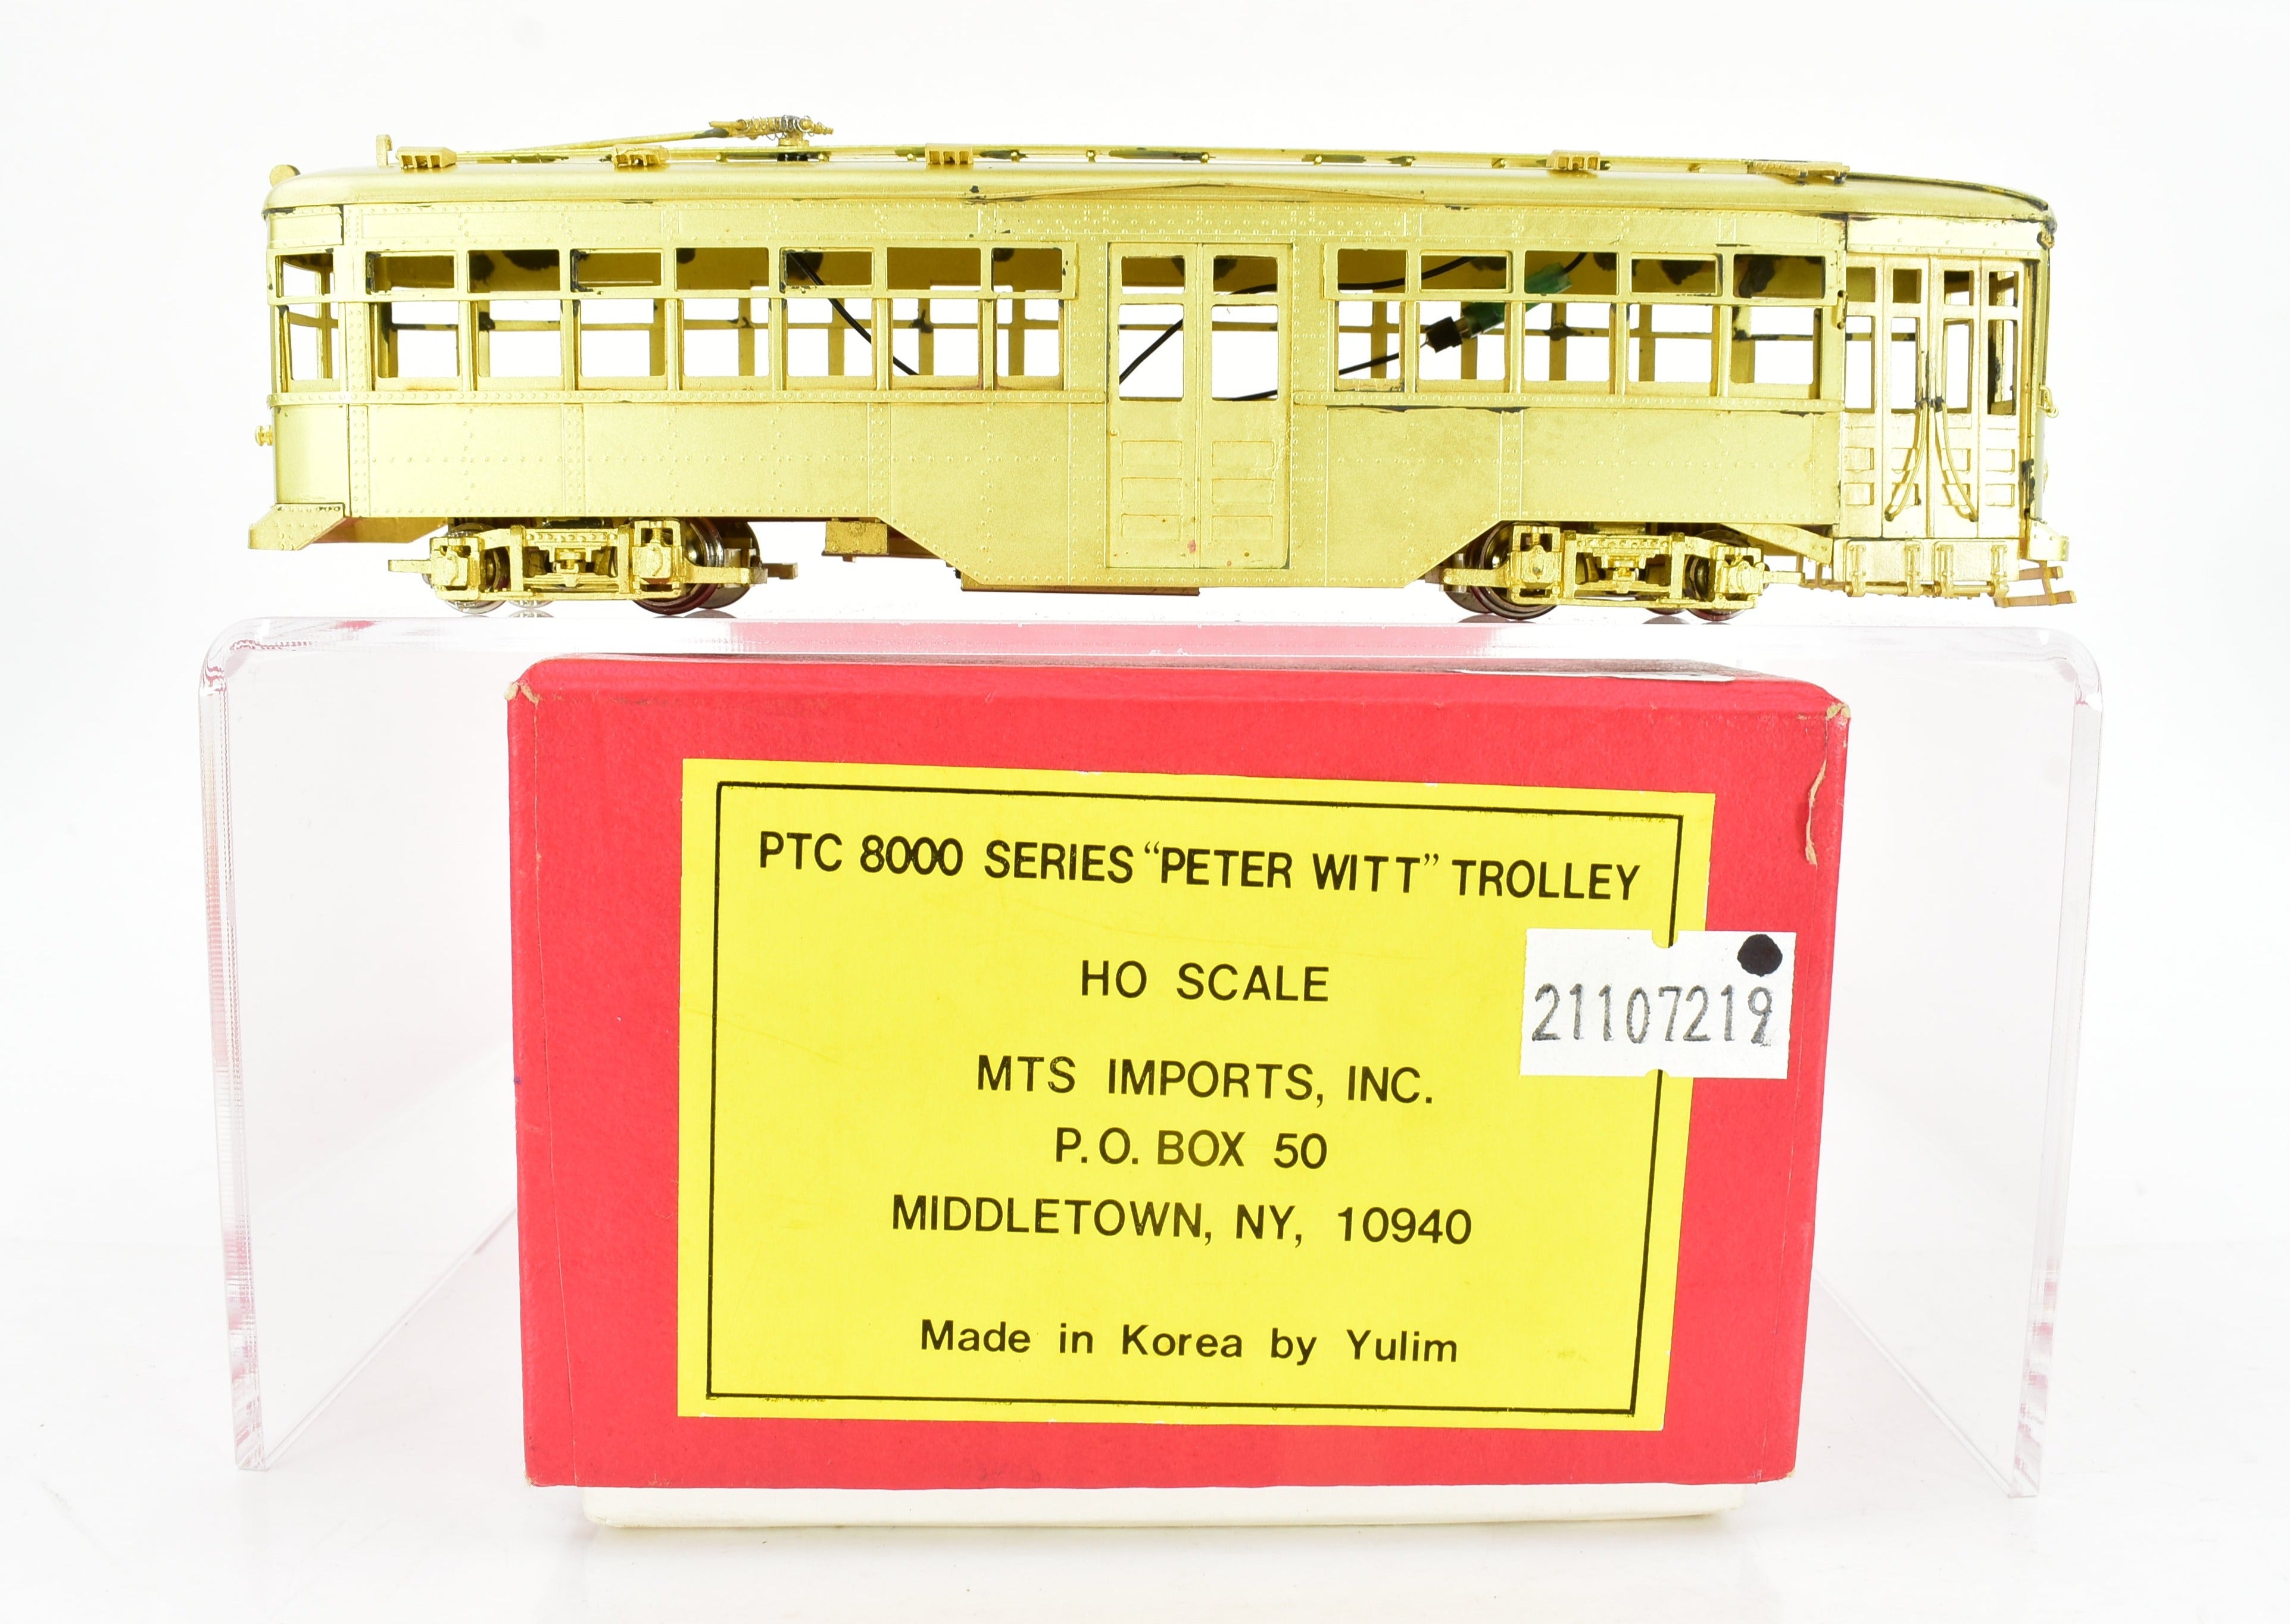 PTC 8000 SERIES “PETER WITT” TROLLEY
HO SCALE
21107219
MTS IMPORTS, INC.
P.O. BOX 50
MIDDLETOWN, NY, 10940
Made in Korea by Yulim